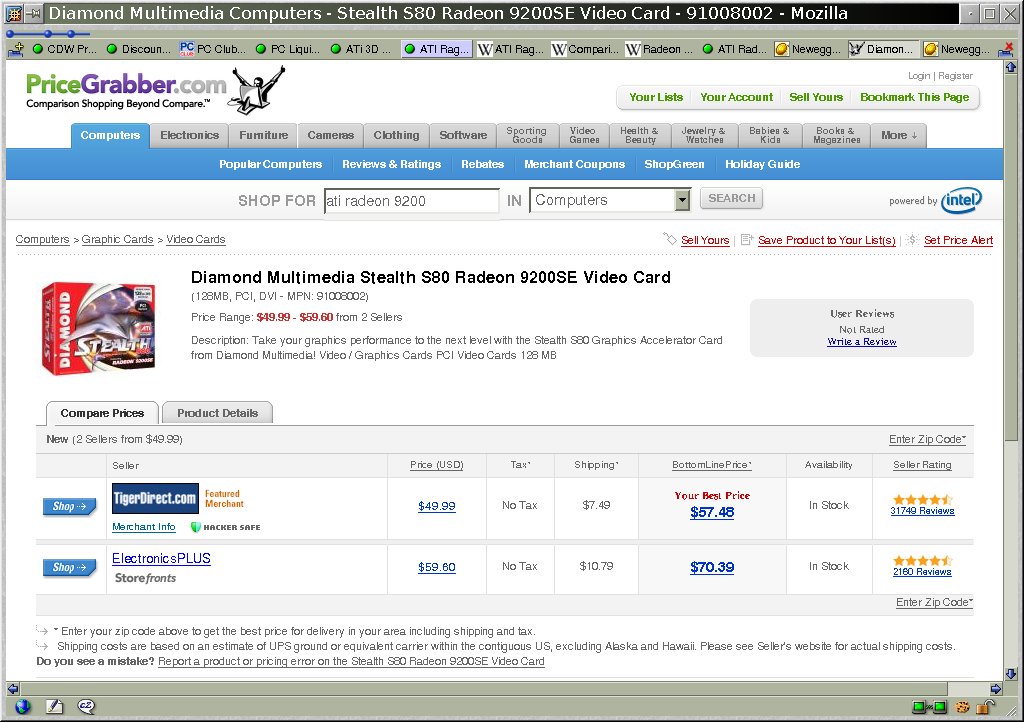 Diamond Multimedia Computers - Stealth S80 Radeon 9200SE Video Card - 91008002 - Mozilla
CDW Pr... Discoun... PC Club... PC Liqui... ATi 3D ... ATI Rag... ATI Rag... Compari... Radeon ... ATI Rad... Newegg... Diamon... Newegg...
PriceGrabber.com
Comparison Shopping Beyond Compare.™
Login | Register
Your Lists Your Account Sell Yours Bookmark This Page
Computers Electronics Furniture Cameras Clothing Software Sporting Goods Video Games Health & Beauty Jewelry & Watches Babies & Kids Books & Magazines More ↓
Popular Computers Reviews & Ratings Rebates Merchant Coupons ShopGreen Holiday Guide
SHOP FOR ati radeon 9200 IN Computers SEARCH powered by intel
Computers > Graphic Cards > Video Cards
Sell Yours | Save Product to Your List(s) | Set Price Alert
Diamond Multimedia Stealth S80 Radeon 9200SE Video Card
(128MB, PCI, DVI - MPN: 91008002)
Price Range: $49.99 - $59.60 from 2 Sellers
Description: Take your graphics performance to the next level with the Stealth S80 Graphics Accelerator Card
from Diamond Multimedia! Video / Graphics Cards PCI Video Cards 128 MB
DIAMOND
STEALTH
RADEON 9200SE
ATI
User Reviews
Not Rated
Write a Review
Compare Prices Product Details
New (2 Sellers from $49.99) Enter Zip Code*
Seller Price (USD) Tax* Shipping* BottomLinePrice* Availability Seller Rating
Shop → TigerDirect.com Featured Merchant $49.99 No Tax $7.49 Your Best Price $57.48 In Stock 31749 Reviews
Merchant Info HACKER SAFE
Shop → ElectronicsPLUS $59.60 No Tax $10.79 $70.39 In Stock 2160 Reviews
Storefronts
Enter Zip Code*
* Enter your zip code above to get the best price for delivery in your area including shipping and tax.
Shipping costs are based on an estimate of UPS ground or equivalent carrier within the contiguous US, excluding Alaska and Hawaii. Please see Seller's website for actual shipping costs.
Do you see a mistake? Report a product or pricing error on the Stealth S80 Radeon 9200SE Video Card